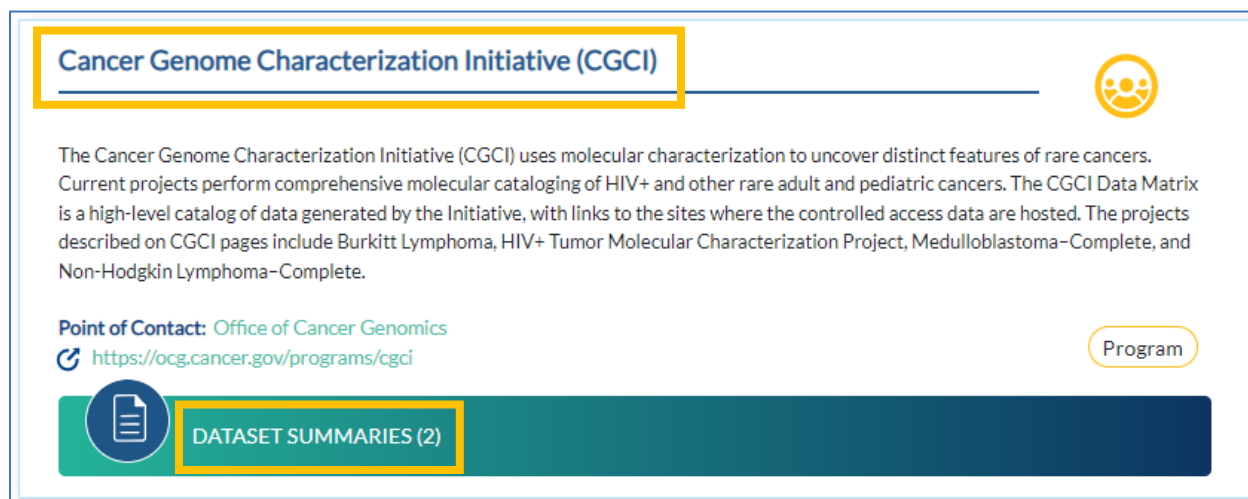 Cancer Genome Characterization Initiative (CGCI)
The Cancer Genome Characterization Initiative (CGCI) uses molecular characterization to uncover distinct features of rare cancers.
Current projects perform comprehensive molecular cataloging of HIV+ and other rare adult and pediatric cancers. The CGCI Data Matrix
is a high-level catalog of data generated by the Initiative, with links to the sites where the controlled access data are hosted. The projects
described on CGCI pages include Burkitt Lymphoma, HIV+ Tumor Molecular Characterization Project, Medulloblastoma–Complete, and
Non-Hodgkin Lymphoma–Complete.
Point of Contact: Office of Cancer Genomics
https://ocg.cancer.gov/programs/cgci
Program
DATASET SUMMARIES (2)